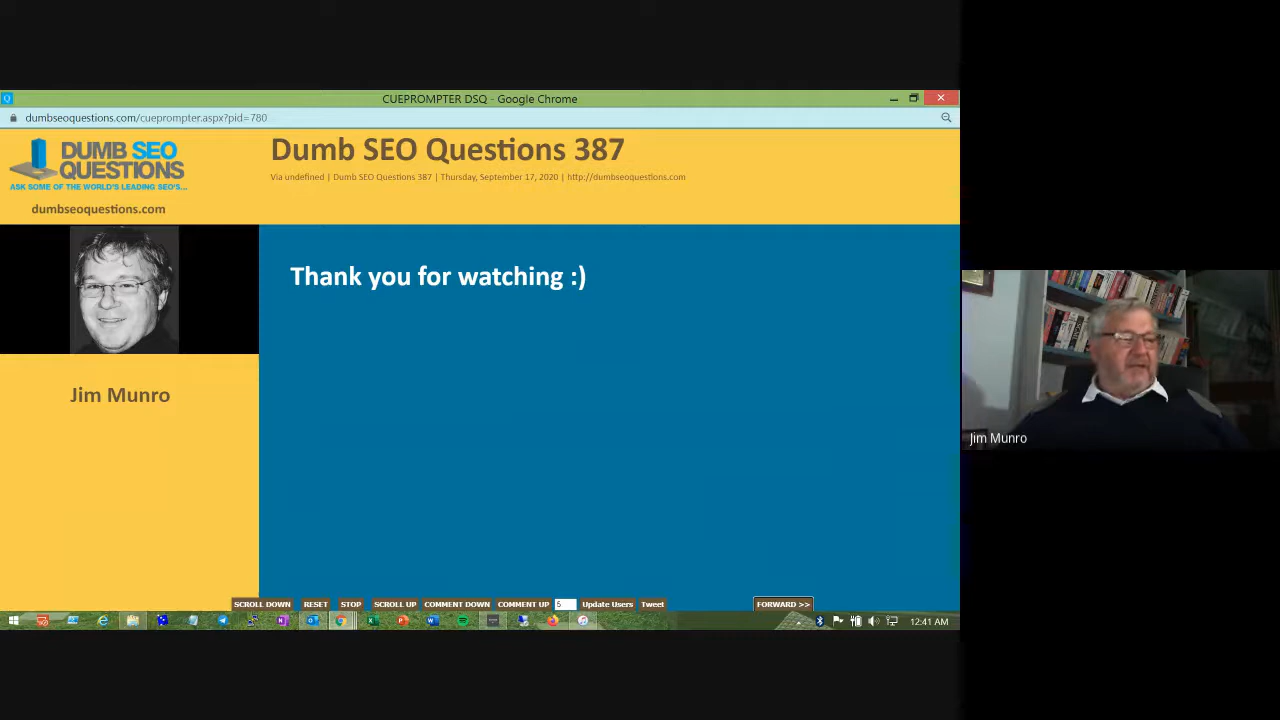 CUEPROMPTER DSQ - Google Chrome
dumbseoquestions.com/cueprompter.aspx?pid=780
DUMB SEO
QUESTIONS
ASK SOME OF THE WORLD'S LEADING SEO'S...
dumbseoquestions.com
Dumb SEO Questions 387
Via undefined | Dumb SEO Questions 387 | Thursday, September 17, 2020 | http://dumbseoquestions.com
Thank you for watching :)
Jim Munro
Jim Munro
SCROLL DOWN RESET STOP SCROLL UP COMMENT DOWN COMMENT UP 5 Update Users Tweet FORWARD >>
12:41 AM